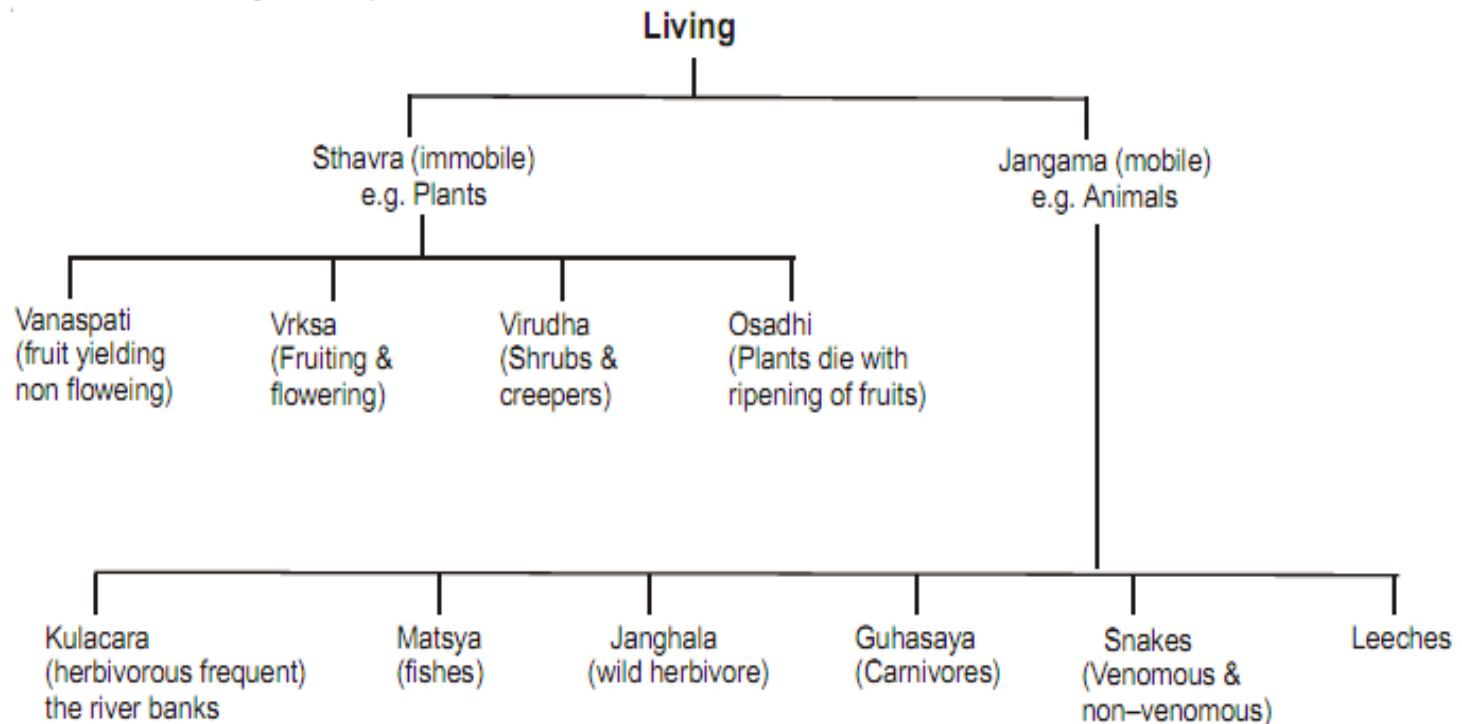 Living
Sthavra (immobile)
e.g. Plants
Jangama (mobile)
e.g. Animals
Vanaspati
(fruit yielding
non floweing)
Vrksa
(Fruiting &
flowering)
Virudha
(Shrubs &
creepers)
Osadhi
(Plants die with
ripening of fruits)
Kulacara
(herbivorous frequent)
the river banks
Matsya
(fishes)
Janghala
(wild herbivore)
Guhasaya
(Carnivores)
Snakes
(Venomous &
non–venomous)
Leeches